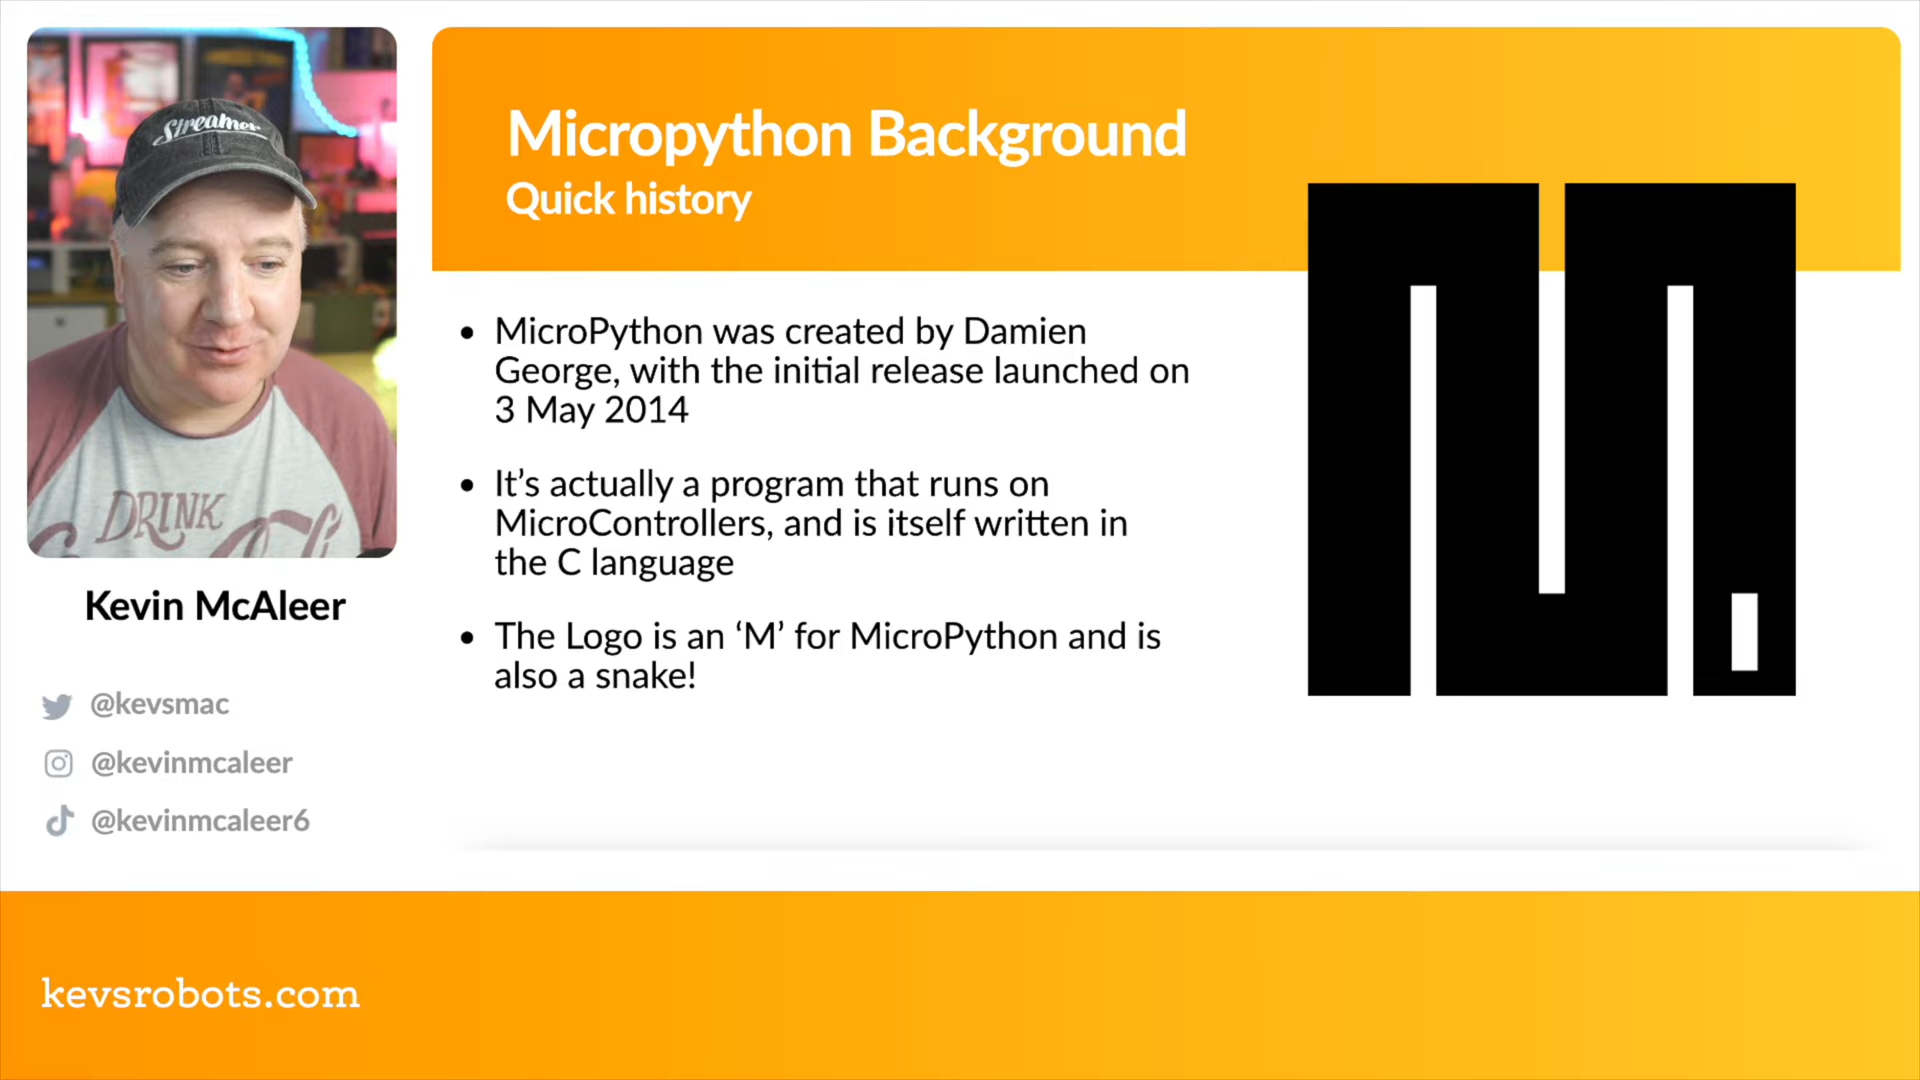 Streamer
DRINK
Kevin McAleer
@kevsmac
@kevinmcaleer
@kevinmcaleer6
Micropython Background
Quick history
• MicroPython was created by Damien
George, with the initial release launched on
3 May 2014
• It’s actually a program that runs on
MicroControllers, and is itself written in
the C language
• The Logo is an ‘M’ for MicroPython and is
also a snake!
kevsrobots.com